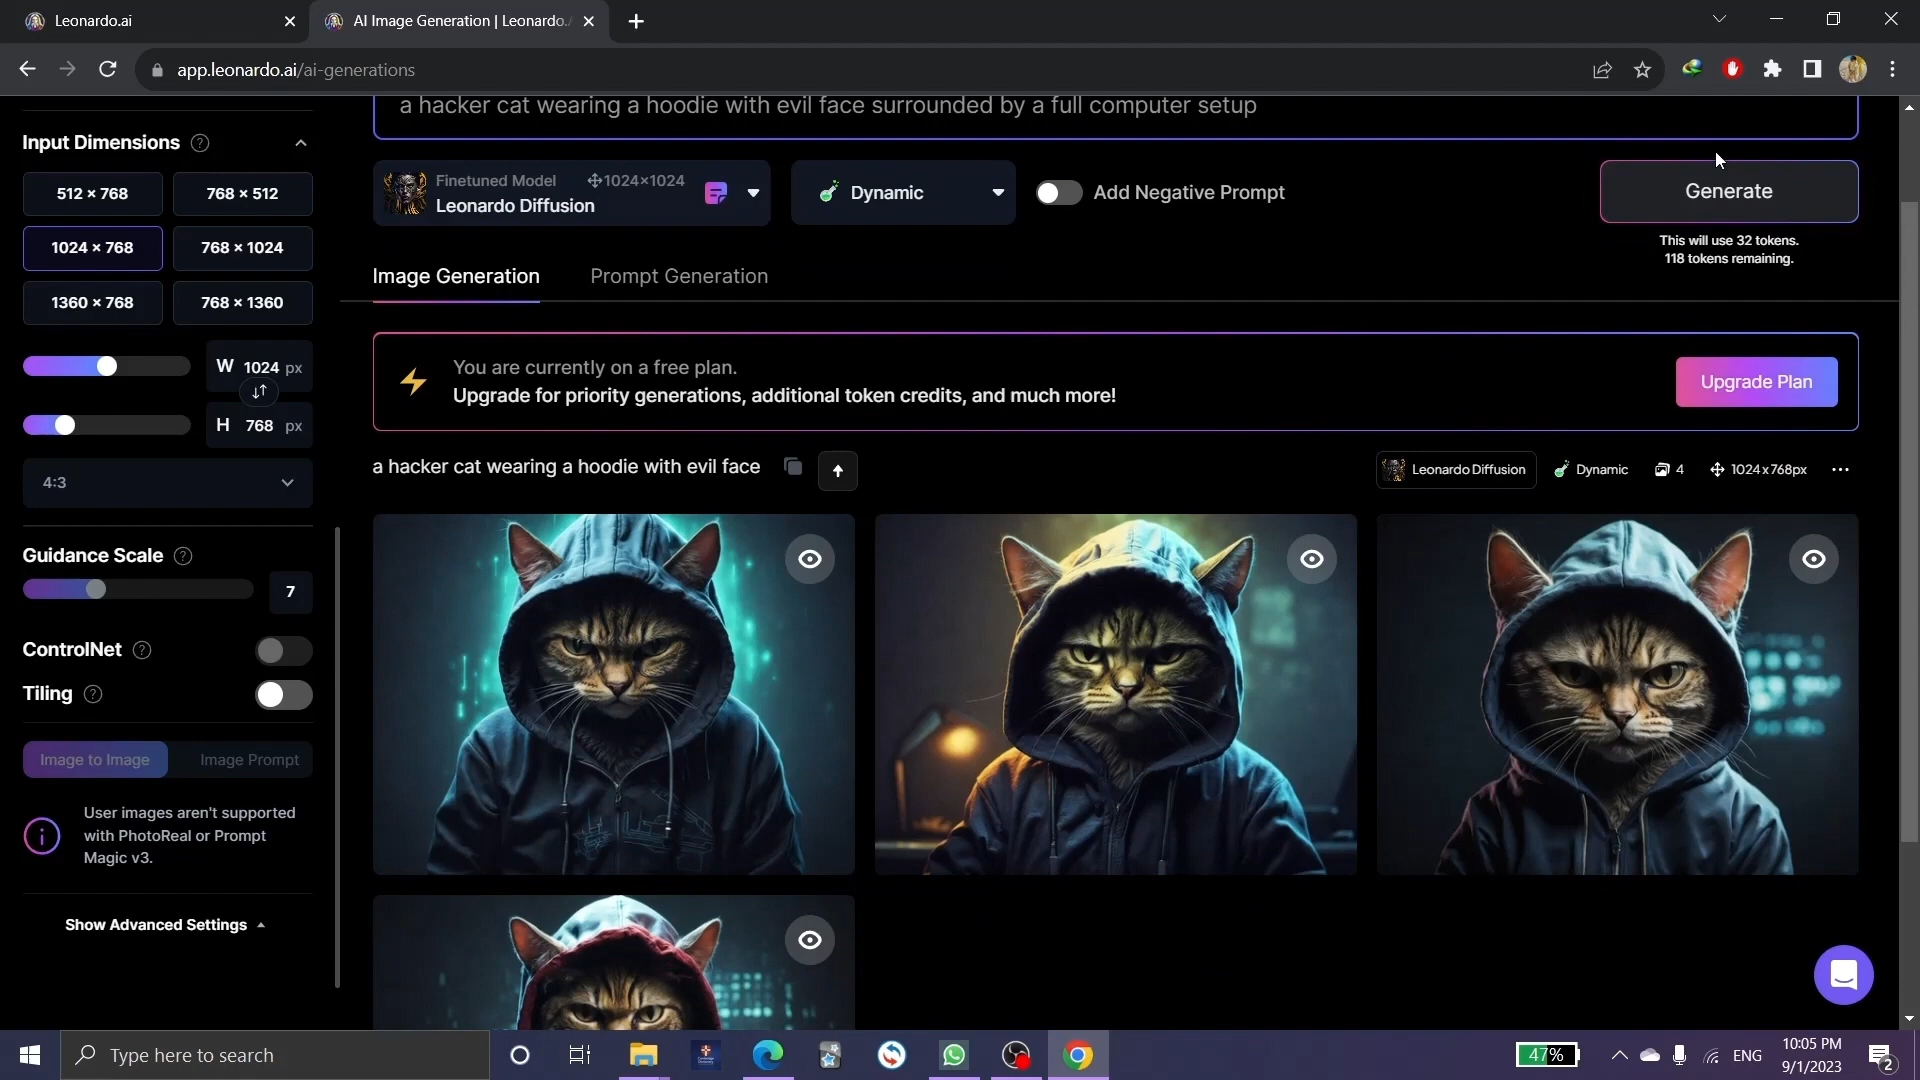 Leonardo.ai
AI Image Generation | Leonardo.
app.leonardo.ai/ai-generations
a hacker cat wearing a hoodie with evil face surrounded by a full computer setup
Input Dimensions
512 × 768
768 × 512
1024 × 768
768 × 1024
1360 × 768
768 × 1360
W 1024 px
H 768 px
4:3
Guidance Scale
7
ControlNet
Tiling
Image to Image
Image Prompt
User images aren't supported
with PhotoReal or Prompt
Magic v3.
Show Advanced Settings
Finetuned Model
1024×1024
Leonardo Diffusion
Dynamic
Add Negative Prompt
Generate
This will use 32 tokens.
118 tokens remaining.
Image Generation
Prompt Generation
You are currently on a free plan.
Upgrade for priority generations, additional token credits, and much more!
Upgrade Plan
a hacker cat wearing a hoodie with evil face
Leonardo Diffusion
Dynamic
4
1024x768px
Type here to search
47%
ENG
10:05 PM
9/1/2023
2